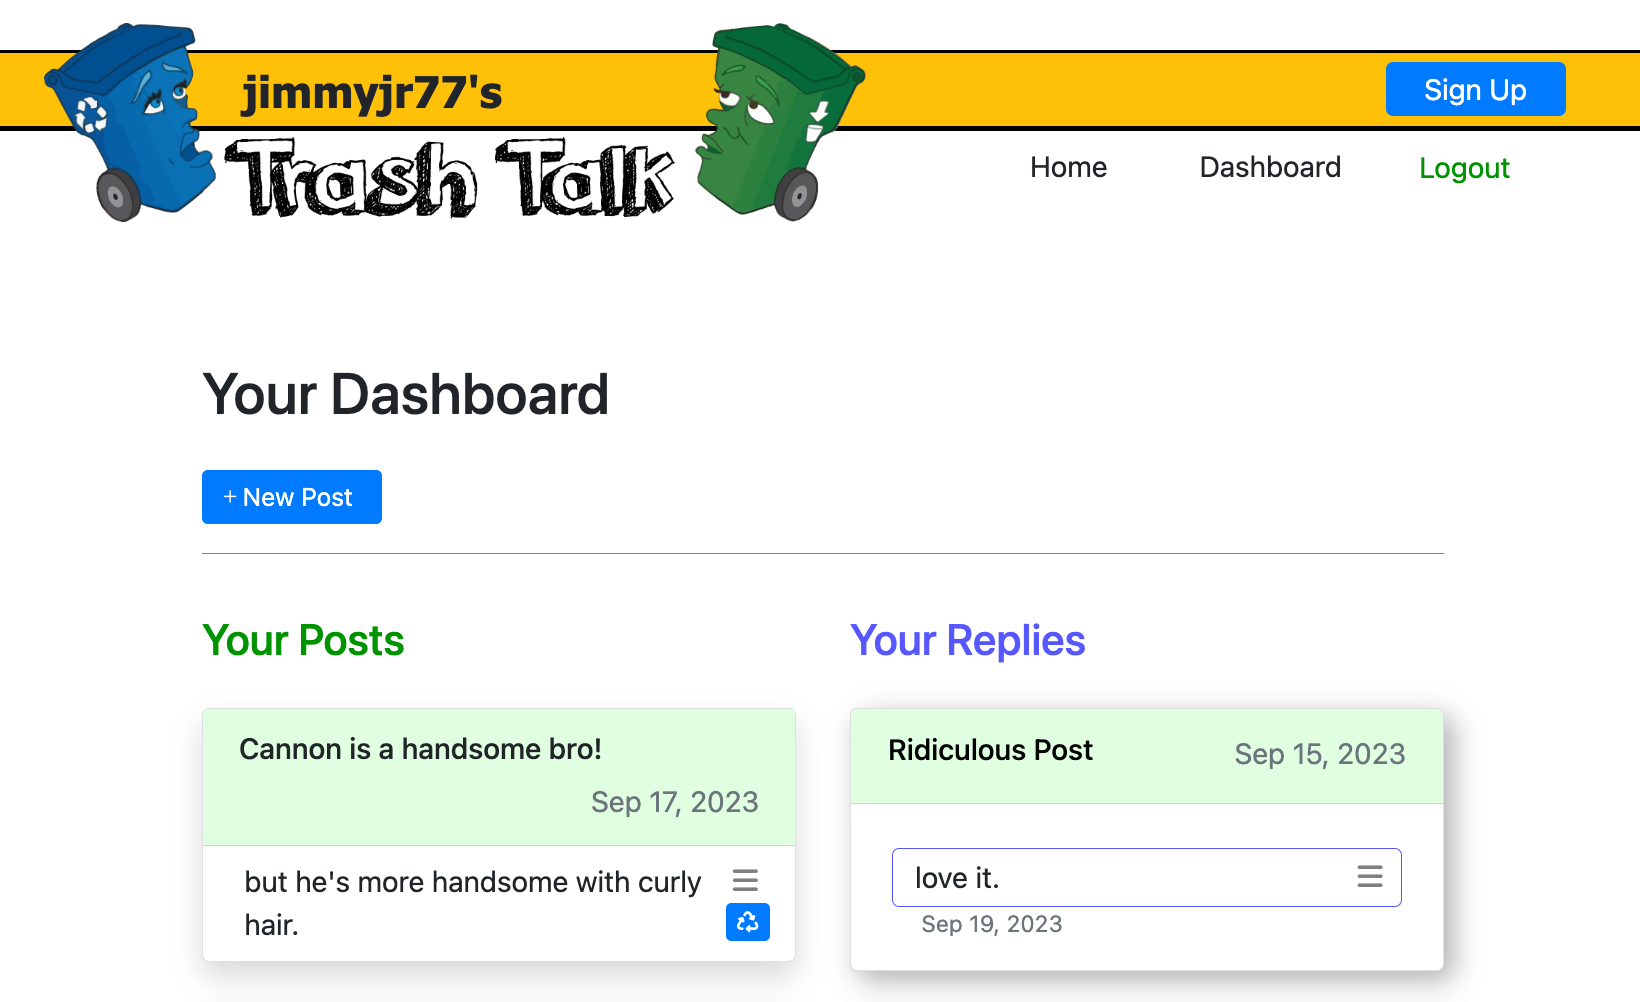 jimmyjr77's
Sign Up
Trash Talk
Home Dashboard Logout
Your Dashboard
+ New Post
Your Posts
Cannon is a handsome bro!
Sep 17, 2023
but he's more handsome with curly
hair.
Your Replies
Ridiculous Post Sep 15, 2023
love it.
Sep 19, 2023